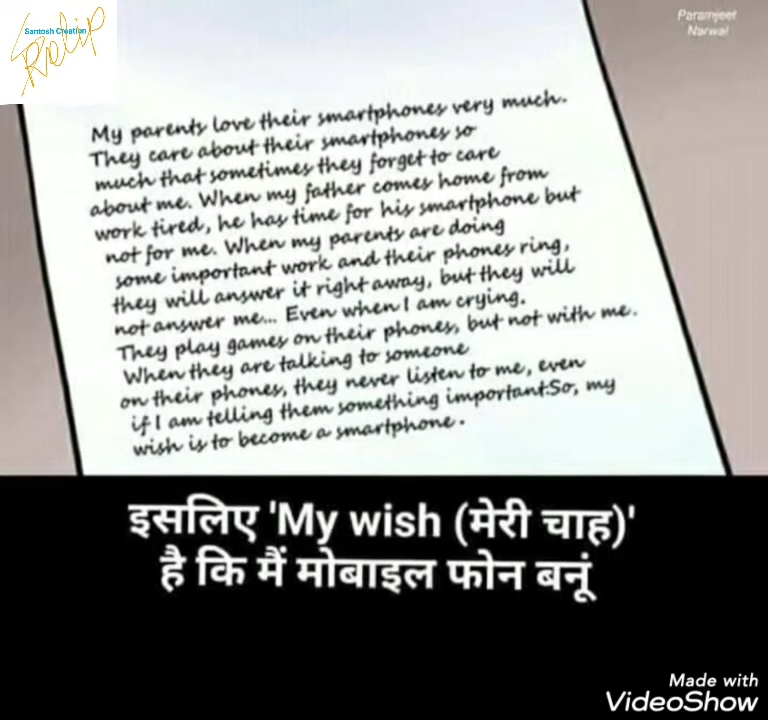 Santosh Creation
Relip
Paramjeet
Narwal
My parents love their smartphones very much.
They care about their smartphones so
much that sometimes they forget to care
about me. When my father comes home from
work tired, he has time for his smartphone but
not for me. When my parents are doing
some important work and their phones ring,
they will answer it right away, but they will
not answer me... Even when I am crying.
They play games on their phones, but not with me.
When they are talking to someone
on their phones, they never listen to me, even
if I am telling them something important.So, my
wish is to become a smartphone.
इसलिए 'My wish (मेरी चाह)'
है कि मैं मोबाइल फोन बनूं
Made with
VideoShow